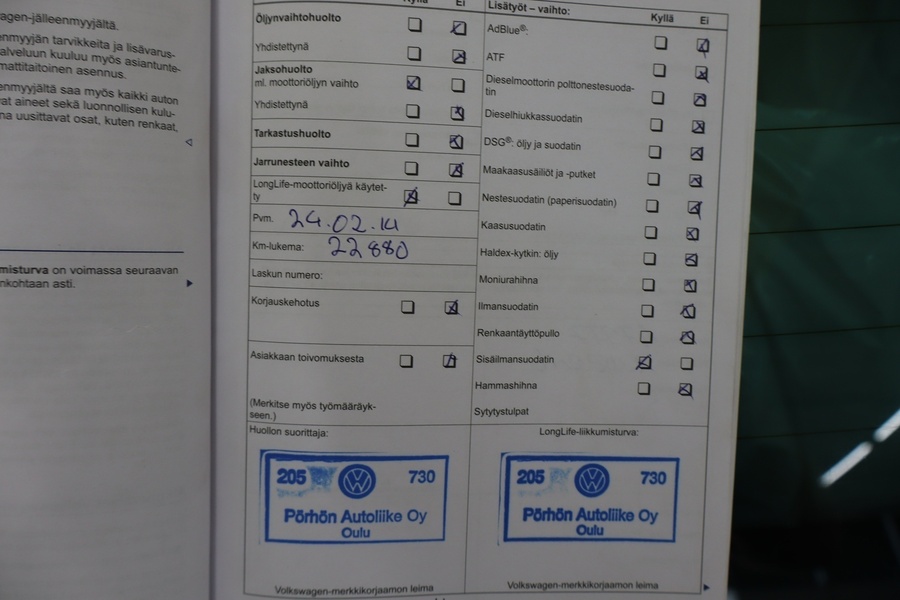 agen-jälleenmyyjältä.
enmyyjän tarvikkeita ja lisävarus-
alveluun kuuluu myös asiantunte-
mattitaitoinen asennus.
enmyyjältä saa myös kaikki auton
vat aineet sekä luonnollisen kulu-
na uusittavat osat, kuten renkaat,
misturva on voimassa seuraavan
nkohtaan asti.
Kyllä Ei
Öljynvaihtohuolto
Yhdistettynä
Jaksohuolto
ml. moottoriöljyn vaihto
Yhdistettynä
Tarkastushuolto
Jarrunesteen vaihto
LongLife-moottoriöljyä käytet-
ty
Pvm. 24.02.14
Km-lukema: 22880
Laskun numero:
Korjauskehotus
Asiakkaan toivomuksesta
(Merkitse myös työmääräyk-
seen.)
Huollon suorittaja:
205 730
Pörhön Autoliike Oy
Oulu
Volkswagen-merkkikorjaamon leima
Lisätyöt – vaihto:
Kyllä Ei
AdBlue®:
ATF
Dieselmoottorin polttonestesuoda-
tin
Dieselhiukkassuodatin
DSG®: öljy ja suodatin
Maakaasusäiliöt ja -putket
Nestesuodatin (paperisuodatin)
Kaasusuodatin
Haldex-kytkin: öljy
Moniurahihna
Ilmansuodatin
Renkaantäyttöpullo
Sisäilmansuodatin
Hammashihna
Sytytystulpat
LongLife-liikkumisturva:
205 730
Pörhön Autoliike Oy
Oulu
Volkswagen-merkkikorjaamon leima